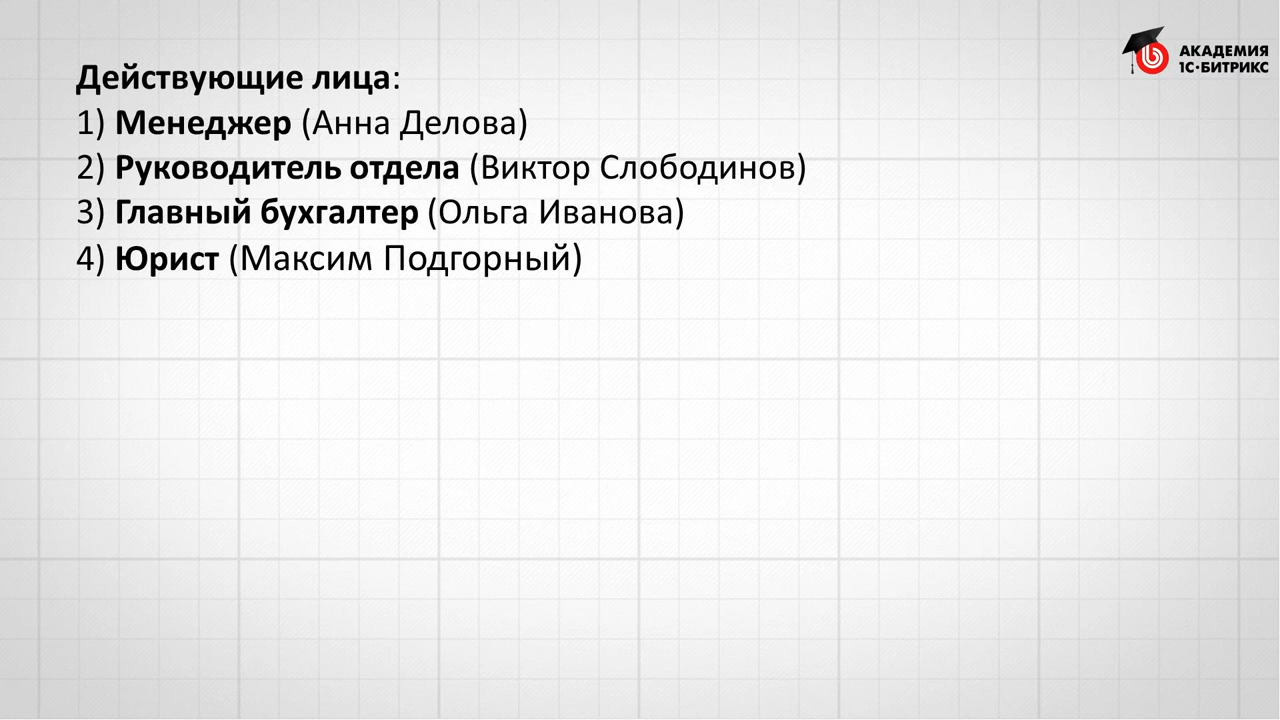 Действующие лица:
1) Менеджер (Анна Делова)
2) Руководитель отдела (Виктор Слободинов)
3) Главный бухгалтер (Ольга Иванова)
4) Юрист (Максим Подгорный)
АКАДЕМИЯ
1С·БИТРИКС